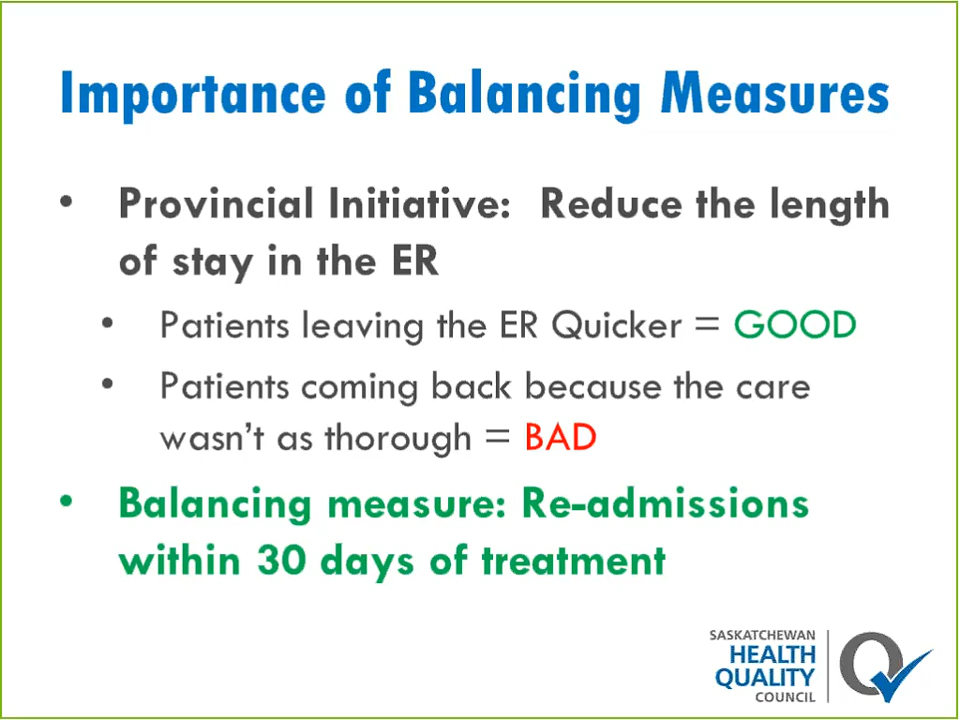 Importance of Balancing Measures
• Provincial Initiative: Reduce the length
of stay in the ER
• Patients leaving the ER Quicker = GOOD
• Patients coming back because the care
wasn't as thorough = BAD
• Balancing measure: Re-admissions
within 30 days of treatment
SASKATCHEWAN
HEALTH
QUALITY
COUNCIL
Q